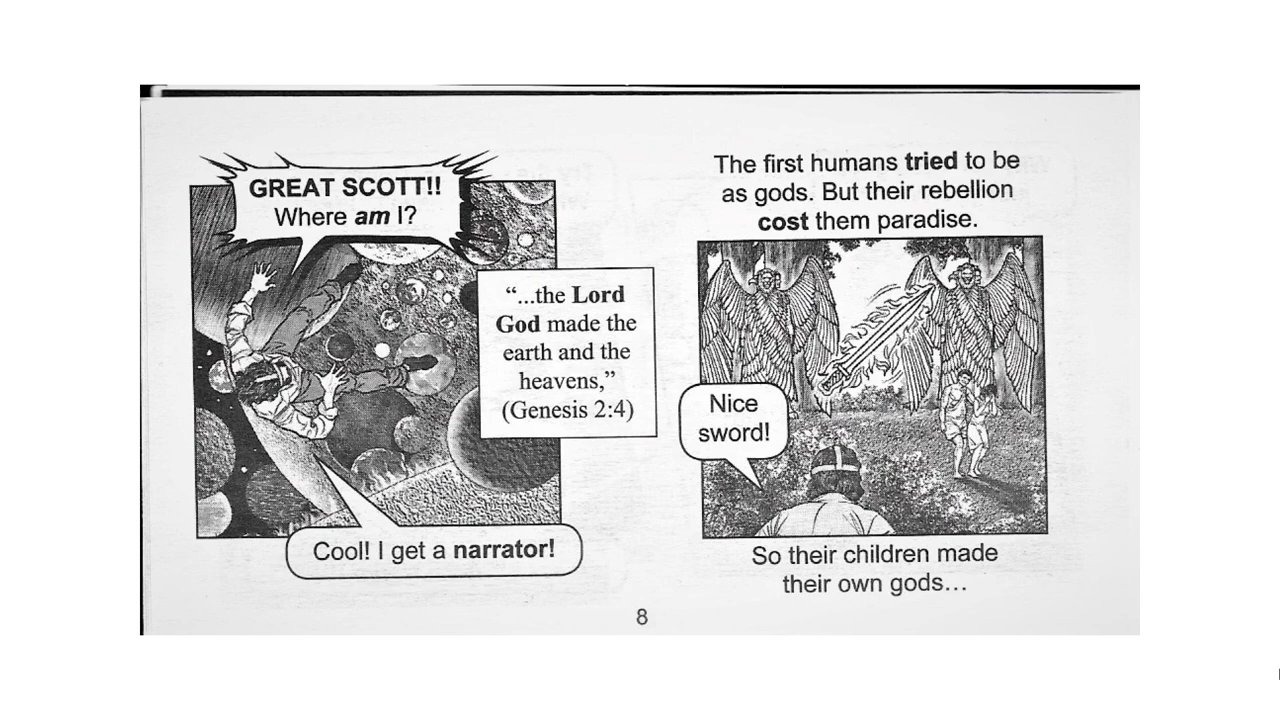 GREAT SCOTT!!
Where am I?
“...the Lord
God made the
earth and the
heavens,”
(Genesis 2:4)
Cool! I get a narrator!
The first humans tried to be
as gods. But their rebellion
cost them paradise.
Nice
sword!
So their children made
their own gods...
8